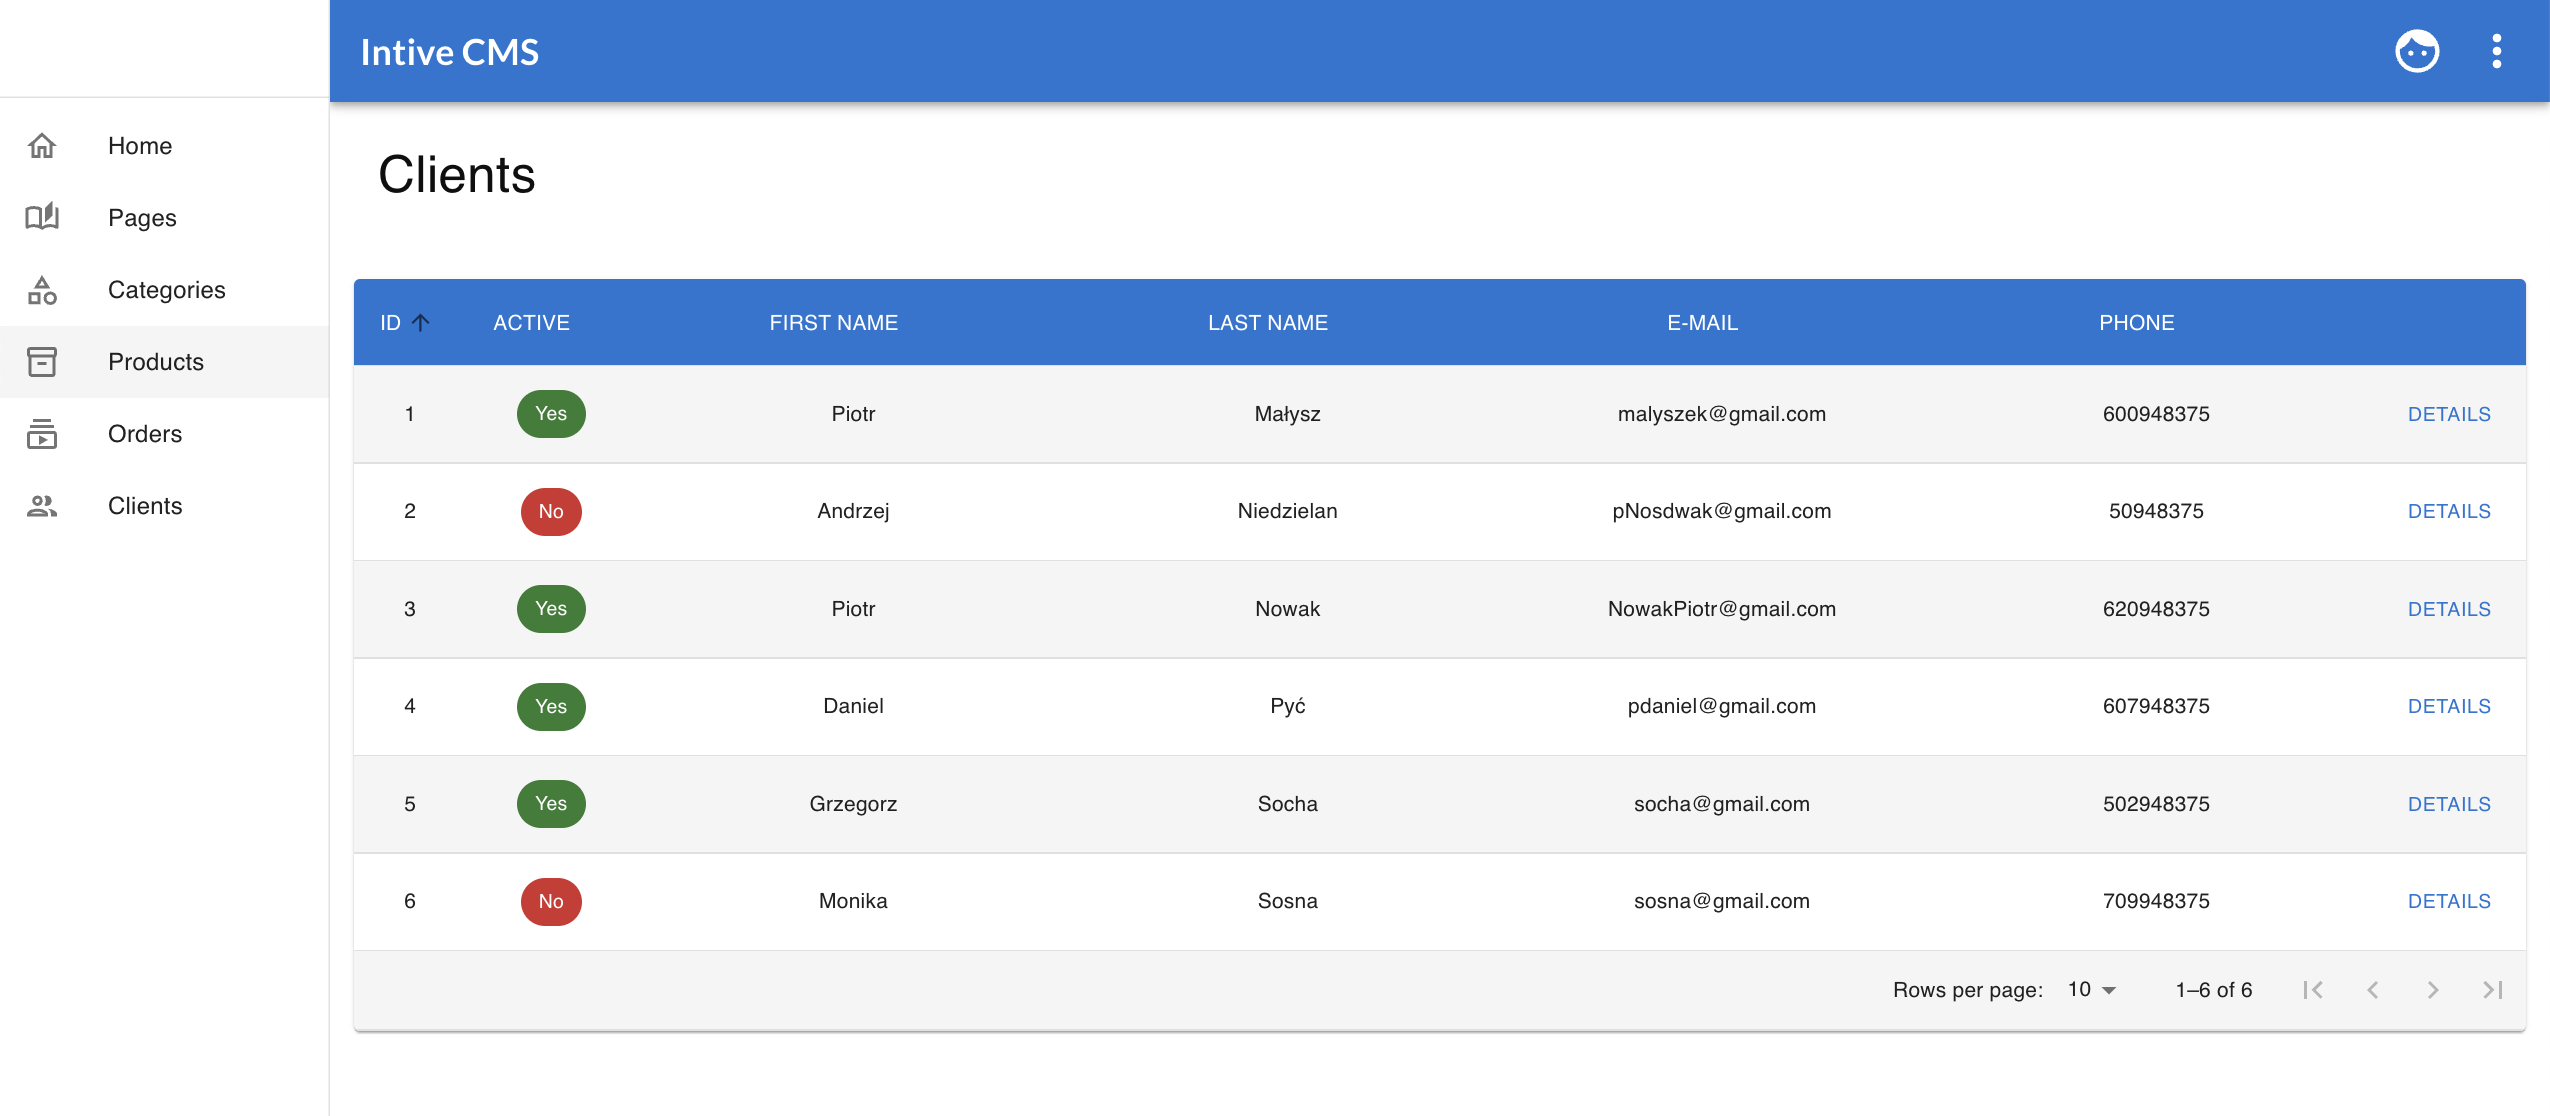 Intive CMS
Home
Pages
Categories
Products
Orders
Clients
Clients
ID ACTIVE FIRST NAME LAST NAME E-MAIL PHONE
1 Yes Piotr Małysz malyszek@gmail.com 600948375 DETAILS
2 No Andrzej Niedzielan pNosdwak@gmail.com 50948375 DETAILS
3 Yes Piotr Nowak NowakPiotr@gmail.com 620948375 DETAILS
4 Yes Daniel Pyć pdaniel@gmail.com 607948375 DETAILS
5 Yes Grzegorz Socha socha@gmail.com 502948375 DETAILS
6 No Monika Sosna sosna@gmail.com 709948375 DETAILS
Rows per page: 10 1–6 of 6